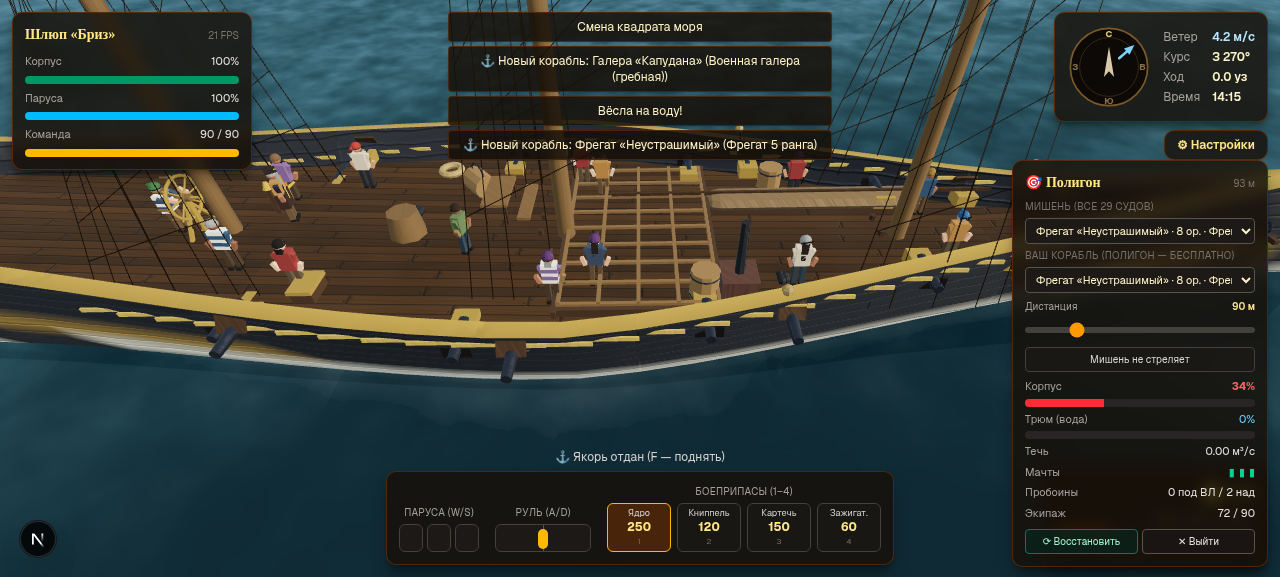 Шлюп «Бриз»
21 FPS
Корпус 100%
Паруса 100%
Команда 90 / 90
Смена квадрата моря
⚓ Новый корабль: Галера «Капудана» (Военная галера
(гребная))
Вёсла на воду!
⚓ Новый корабль: Фрегат «Неустрашимый» (Фрегат 5 ранга)
С
З
В
Ю
Ветер 4.2 м/с
Курс З 270°
Ход 0.0 уз
Время 14:15
⚙ Настройки
🎯 Полигон 93 м
МИШЕНЬ (ВСЕ 29 СУДОВ)
Фрегат «Неустрашимый» · 8 ор. · Фре
ВАШ КОРАБЛЬ (ПОЛИГОН — БЕСПЛАТНО)
Фрегат «Неустрашимый» · 8 ор. · Фре
Дистанция 90 м
Мишень не стреляет
Корпус 34%
Трюм (вода) 0%
Течь 0.00 м³/с
Мачты
Пробоины 0 под ВЛ / 2 над
Экипаж 72 / 90
⟳ Восстановить
✕ Выйти
⚓ Якорь отдан (F — поднять)
ПАРУСА (W/S)
РУЛЬ (A/D)
БОЕПРИПАСЫ (1–4)
Ядро
250
1
Книппель
120
2
Картечь
150
3
Зажигат.
60
4
N